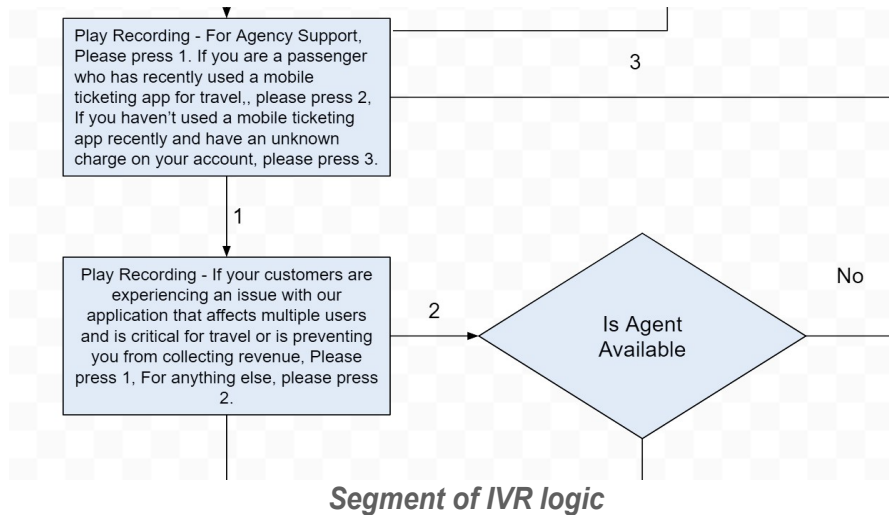 Play Recording - For Agency Support,
Please press 1. If you are a passenger
who has recently used a mobile
ticketing app for travel,, please press 2,
If you haven’t used a mobile ticketing
app recently and have an unknown
charge on your account, please press 3.
3
1
Play Recording - If your customers are
experiencing an issue with our
application that affects multiple users
and is critical for travel or is preventing
you from collecting revenue, Please
press 1, For anything else, please press
2.
2
Is Agent
Available
No
Segment of IVR logic